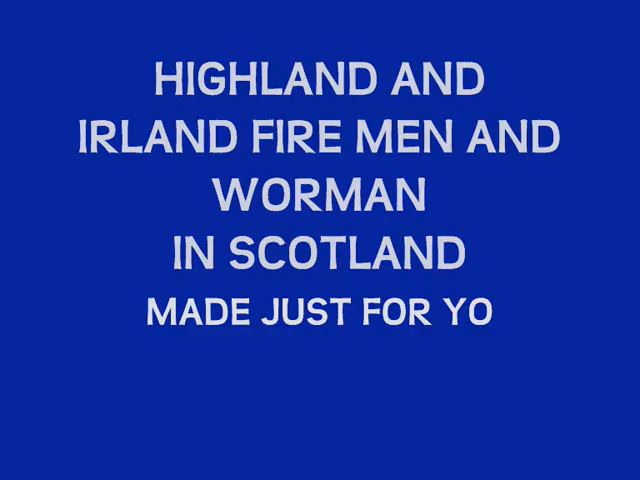 HIGHLAND AND
IRLAND FIRE MEN AND
WORMAN
IN SCOTLAND
MADE JUST FOR YO